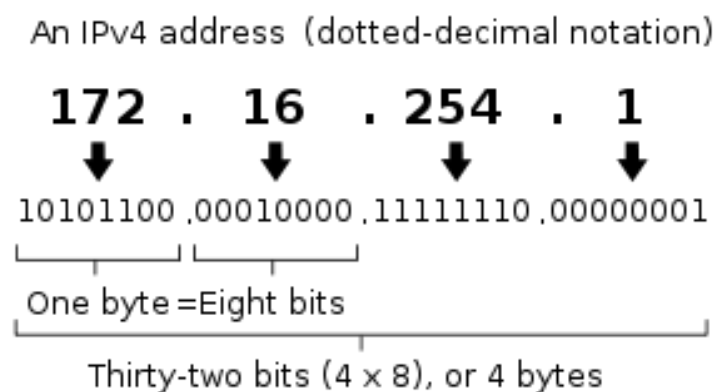 An IPv4 address (dotted-decimal notation)
172 . 16 . 254 . 1
10101100 .00010000 .11111110 .00000001
One byte =Eight bits
Thirty-two bits (4 x 8), or 4 bytes